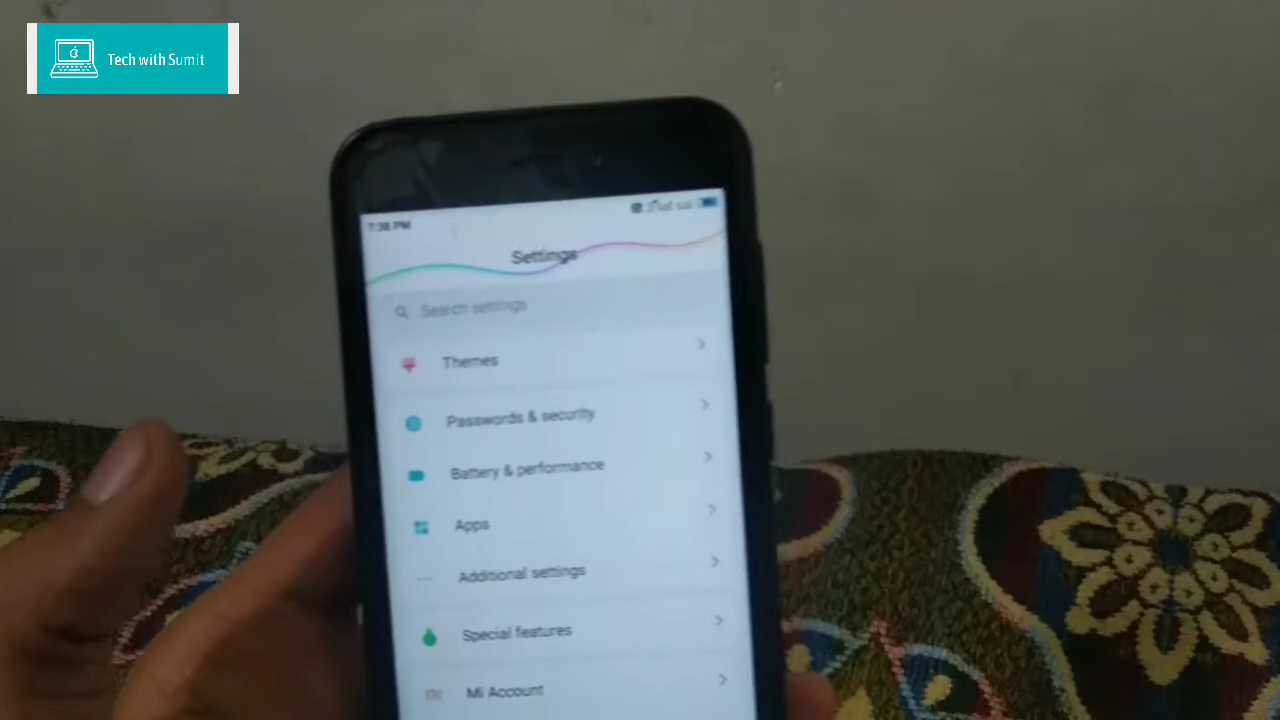 Tech with Sumit
7:38 PM
Settings
Search settings
Themes
Passwords & security
Battery & performance
Apps
Additional settings
Special features
Mi Account